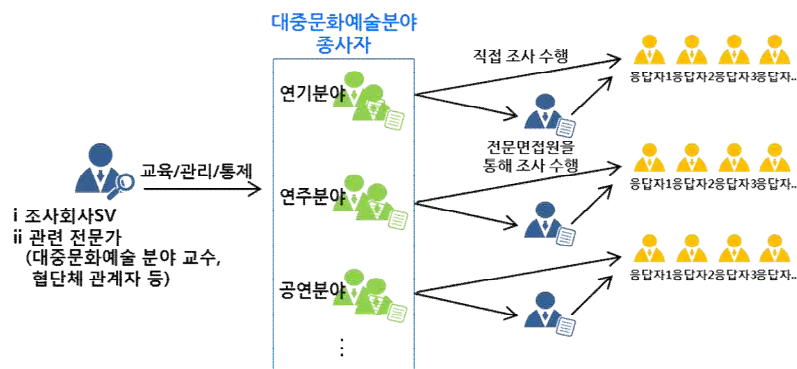 대중문화예술분야
종사자
직접 조사 수행
응답자1응답자2응답자3응답자..
연기분야
전문면접원을
통해 조사 수행
교육/관리/통제
연주분야
응답자1응답자2응답자3응답자..
ⅰ 조사회사SV
ⅱ 관련 전문가
(대중문화예술 분야 교수,
협단체 관계자 등)
공연분야
응답자1응답자2응답자3응답자..
⋮